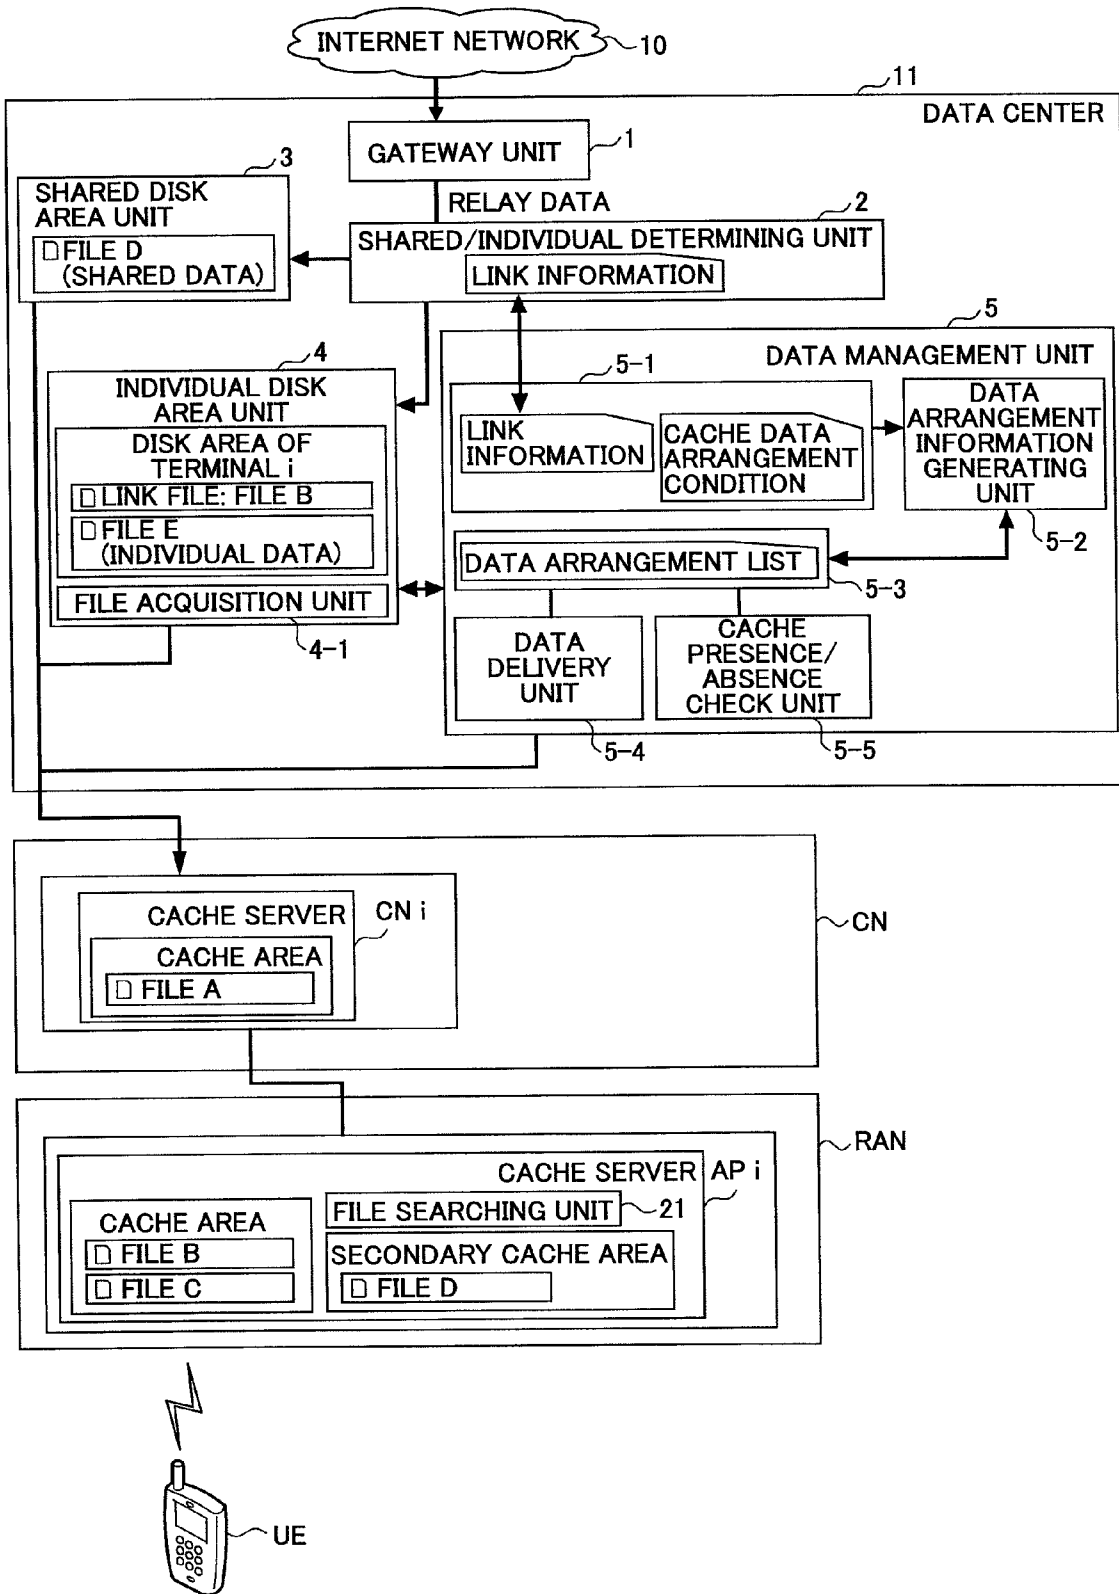 INTERNET NETWORK
10
11
DATA CENTER
GATEWAY UNIT
1
3
SHARED DISK
AREA UNIT
FILE D
(SHARED DATA)
RELAY DATA
2
SHARED/INDIVIDUAL DETERMINING UNIT
LINK INFORMATION
4
INDIVIDUAL DISK
AREA UNIT
DISK AREA OF
TERMINAL i
LINK FILE: FILE B
FILE E
(INDIVIDUAL DATA)
FILE ACQUISITION UNIT
4-1
5
DATA MANAGEMENT UNIT
5-1
LINK
INFORMATION
CACHE DATA
ARRANGEMENT
CONDITION
DATA
ARRANGEMENT
INFORMATION
GENERATING
UNIT
5-2
DATA ARRANGEMENT LIST
5-3
DATA
DELIVERY
UNIT
5-4
CACHE
PRESENCE/
ABSENCE
CHECK UNIT
5-5
CACHE SERVER
CN i
CACHE AREA
FILE A
CN
RAN
CACHE SERVER
AP i
CACHE AREA
FILE B
FILE C
FILE SEARCHING UNIT
21
SECONDARY CACHE AREA
FILE D
UE